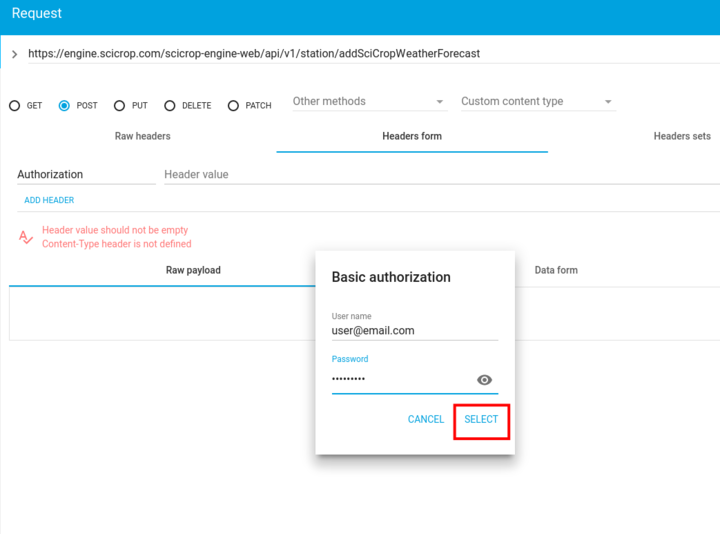 Request
https://engine.scicrop.com/scicrop-engine-web/api/v1/station/addSciCropWeatherForecast
GET POST PUT DELETE PATCH Other methods Custom content type
Raw headers Headers form Headers sets
Authorization Header value
ADD HEADER
Header value should not be empty
Content-Type header is not defined
Raw payload Data form
Basic authorization
User name
user@email.com
Password
•••••••••
CANCEL SELECT